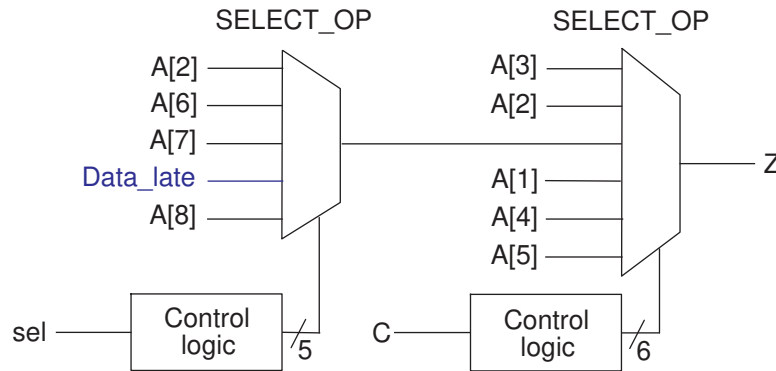 SELECT_OP
SELECT_OP
A[2]
A[6]
A[7]
Data_late
A[8]
A[3]
A[2]
A[1]
A[4]
A[5]
Z
sel
Control
logic
5
C
Control
logic
6